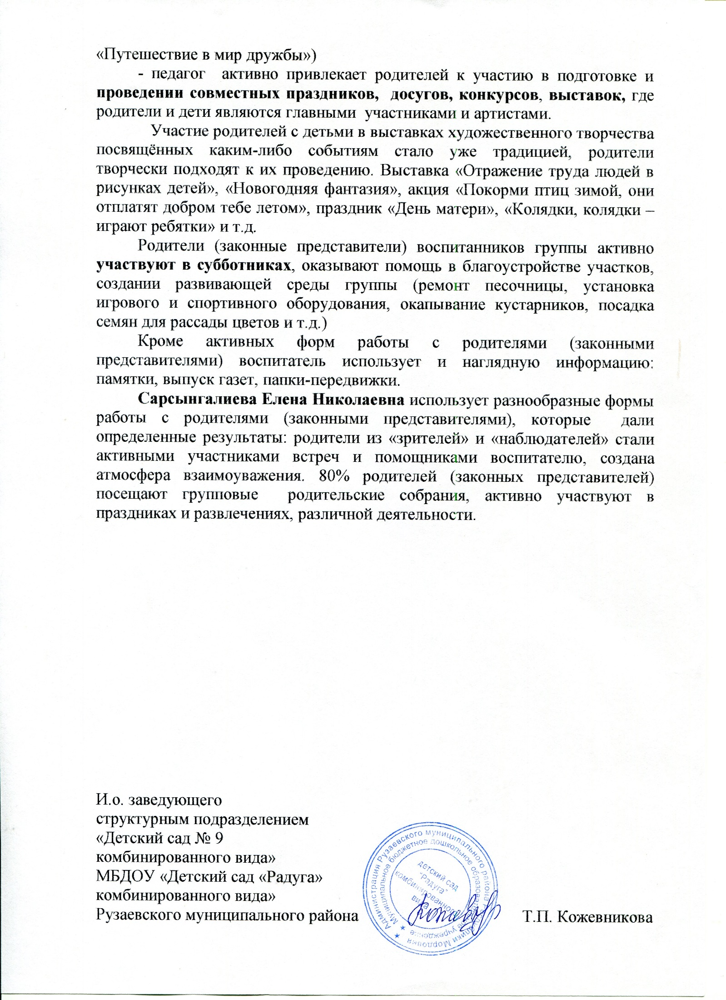 «Путешествие в мир дружбы»)
- педагог активно привлекает родителей к участию в подготовке и
проведении совместных праздников, досугов, конкурсов, выставок, где
родители и дети являются главными участниками и артистами.
Участие родителей с детьми в выставках художественного творчества
посвящённых каким-либо событиям стало уже традицией, родители
творчески подходят к их проведению. Выставка «Отражение труда людей в
рисунках детей», «Новогодняя фантазия», акция «Покорми птиц зимой, они
отплатят добром тебе летом», праздник «День матери», «Колядки, колядки –
играют ребятки» и т.д.
Родители (законные представители) воспитанников группы активно
участвуют в субботниках, оказывают помощь в благоустройстве участков,
создании развивающей среды группы (ремонт песочницы, установка
игрового и спортивного оборудования, окапывание кустарников, посадка
семян для рассады цветов и т.д.)
Кроме активных форм работы с родителями (законными
представителями) воспитатель использует и наглядную информацию:
памятки, выпуск газет, папки-передвижки.
Сарсынгалиева Елена Николаевна использует разнообразные формы
работы с родителями (законными представителями), которые дали
определенные результаты: родители из «зрителей» и «наблюдателей» стали
активными участниками встреч и помощниками воспитателю, создана
атмосфера взаимоуважения. 80% родителей (законных представителей)
посещают групповые родительские собрания, активно участвуют в
праздниках и развлечениях, различной деятельности.
И.о. заведующего
структурным подразделением
«Детский сад № 9
комбинированного вида»
МБДОУ «Детский сад «Радуга»
комбинированного вида»
Рузаевского муниципального района Т.П. Кожевникова
Администрация Рузаевского муниципального района Республики Мордовия
Муниципальное бюджетное дошкольное образовательное учреждение
детский сад
"Радуга"
комбинированного
вида